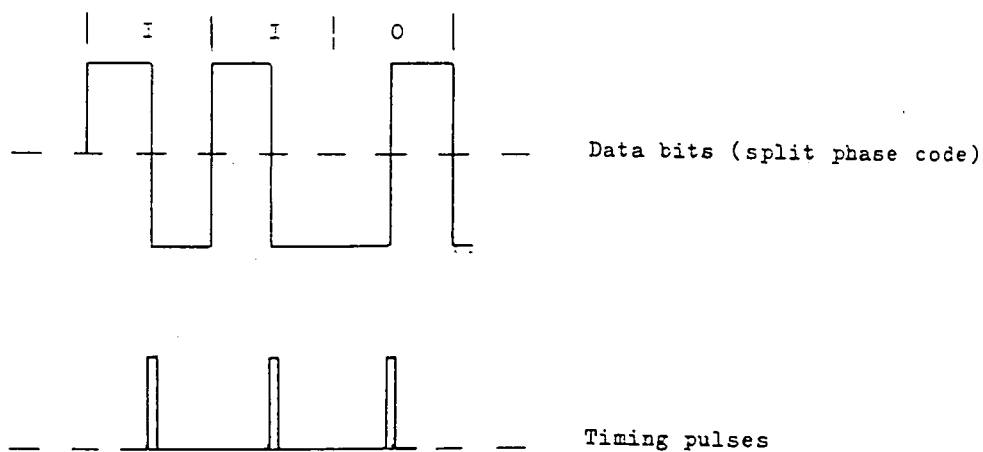 I I 0
Data bits (split phase code)
Timing pulses